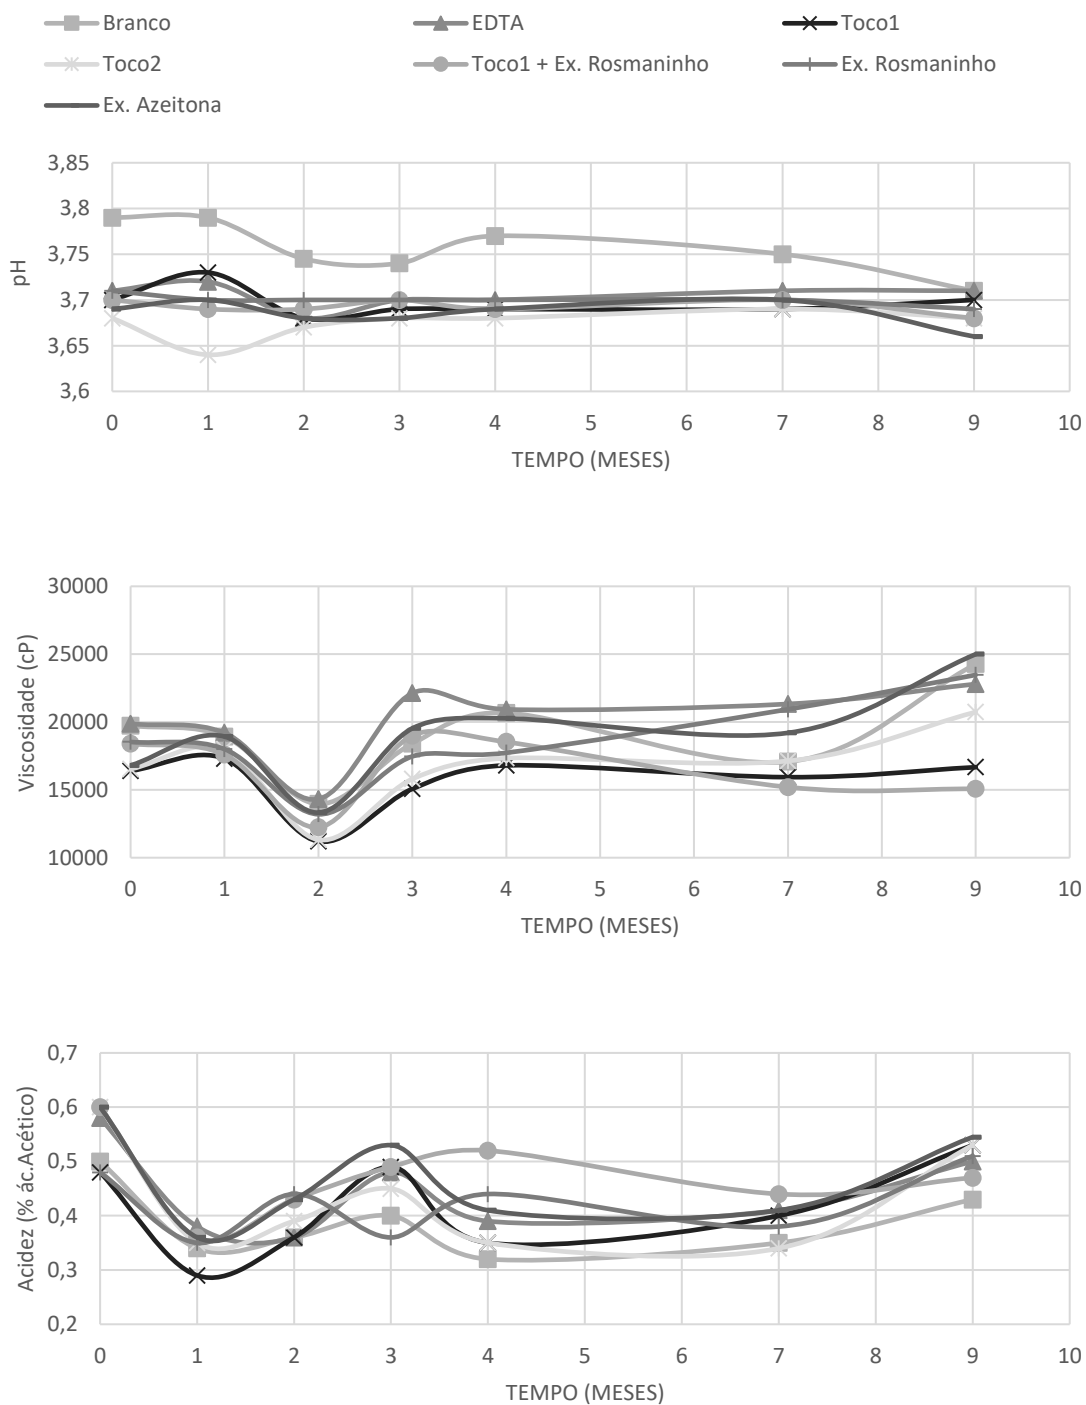 Branco EDTA Toco1
Toco2 Toco1 + Ex. Rosmaninho Ex. Rosmaninho
Ex. Azeitona
3,85
3,8
3,75
3,7
3,65
3,6
pH
0 1 2 3 4 5 6 7 8 9 10
TEMPO (MESES)
30000
25000
20000
15000
10000
Viscosidade (cP)
0 1 2 3 4 5 6 7 8 9 10
TEMPO (MESES)
0,7
0,6
0,5
0,4
0,3
0,2
Acidez (% ác.Acético)
0 1 2 3 4 5 6 7 8 9 10
TEMPO (MESES)